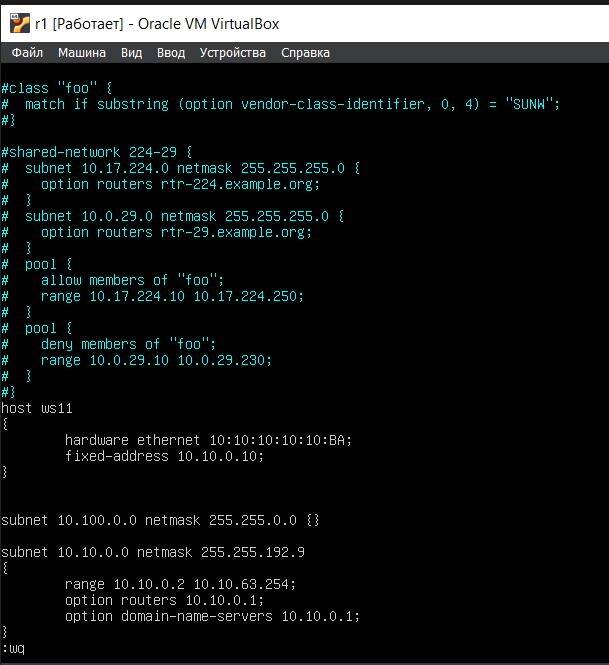 r1 [Работает] - Oracle VM VirtualBox
Файл Машина Вид Ввод Устройства Справка
#class "foo" {
#  match if substring (option vendor-class-identifier, 0, 4) = "SUNW";
#}
#shared-network 224-29 {
#  subnet 10.17.224.0 netmask 255.255.255.0 {
#    option routers rtr-224.example.org;
#  }
#  subnet 10.0.29.0 netmask 255.255.255.0 {
#    option routers rtr-29.example.org;
#  }
#  pool {
#    allow members of "foo";
#    range 10.17.224.10 10.17.224.250;
#  }
#  pool {
#    deny members of "foo";
#    range 10.0.29.10 10.0.29.230;
#  }
#}
host ws11
{
        hardware ethernet 10:10:10:10:10:BA;
        fixed-address 10.10.0.10;
}
subnet 10.100.0.0 netmask 255.255.0.0 {}
subnet 10.10.0.0 netmask 255.255.192.9
{
        range 10.10.0.2 10.10.63.254;
        option routers 10.10.0.1;
        option domain-name-servers 10.10.0.1;
}
:wq